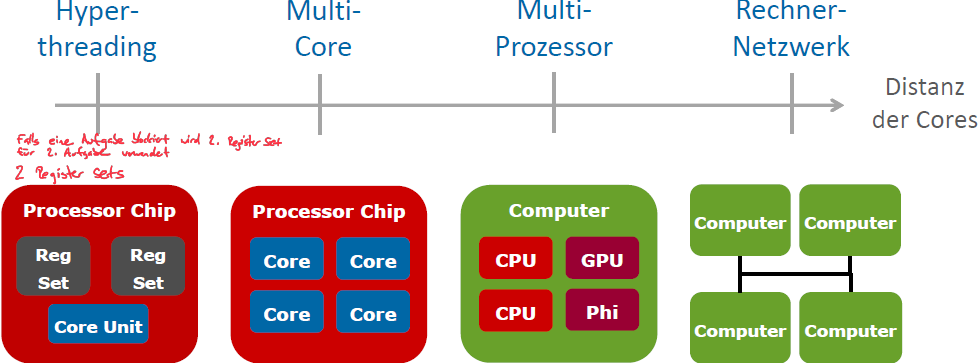 Hyper-
threading
Multi-
Core
Multi-
Prozessor
Rechner-
Netzwerk
Distanz
der Cores
Falls eine Aufgabe blockiert wird 2. Register Set
für 2. Aufgabe verwendet
2 Register Sets
Processor Chip
Reg
Set
Reg
Set
Core Unit
Processor Chip
Core
Core
Core
Core
Computer
CPU
GPU
CPU
Phi
Computer
Computer
Computer
Computer